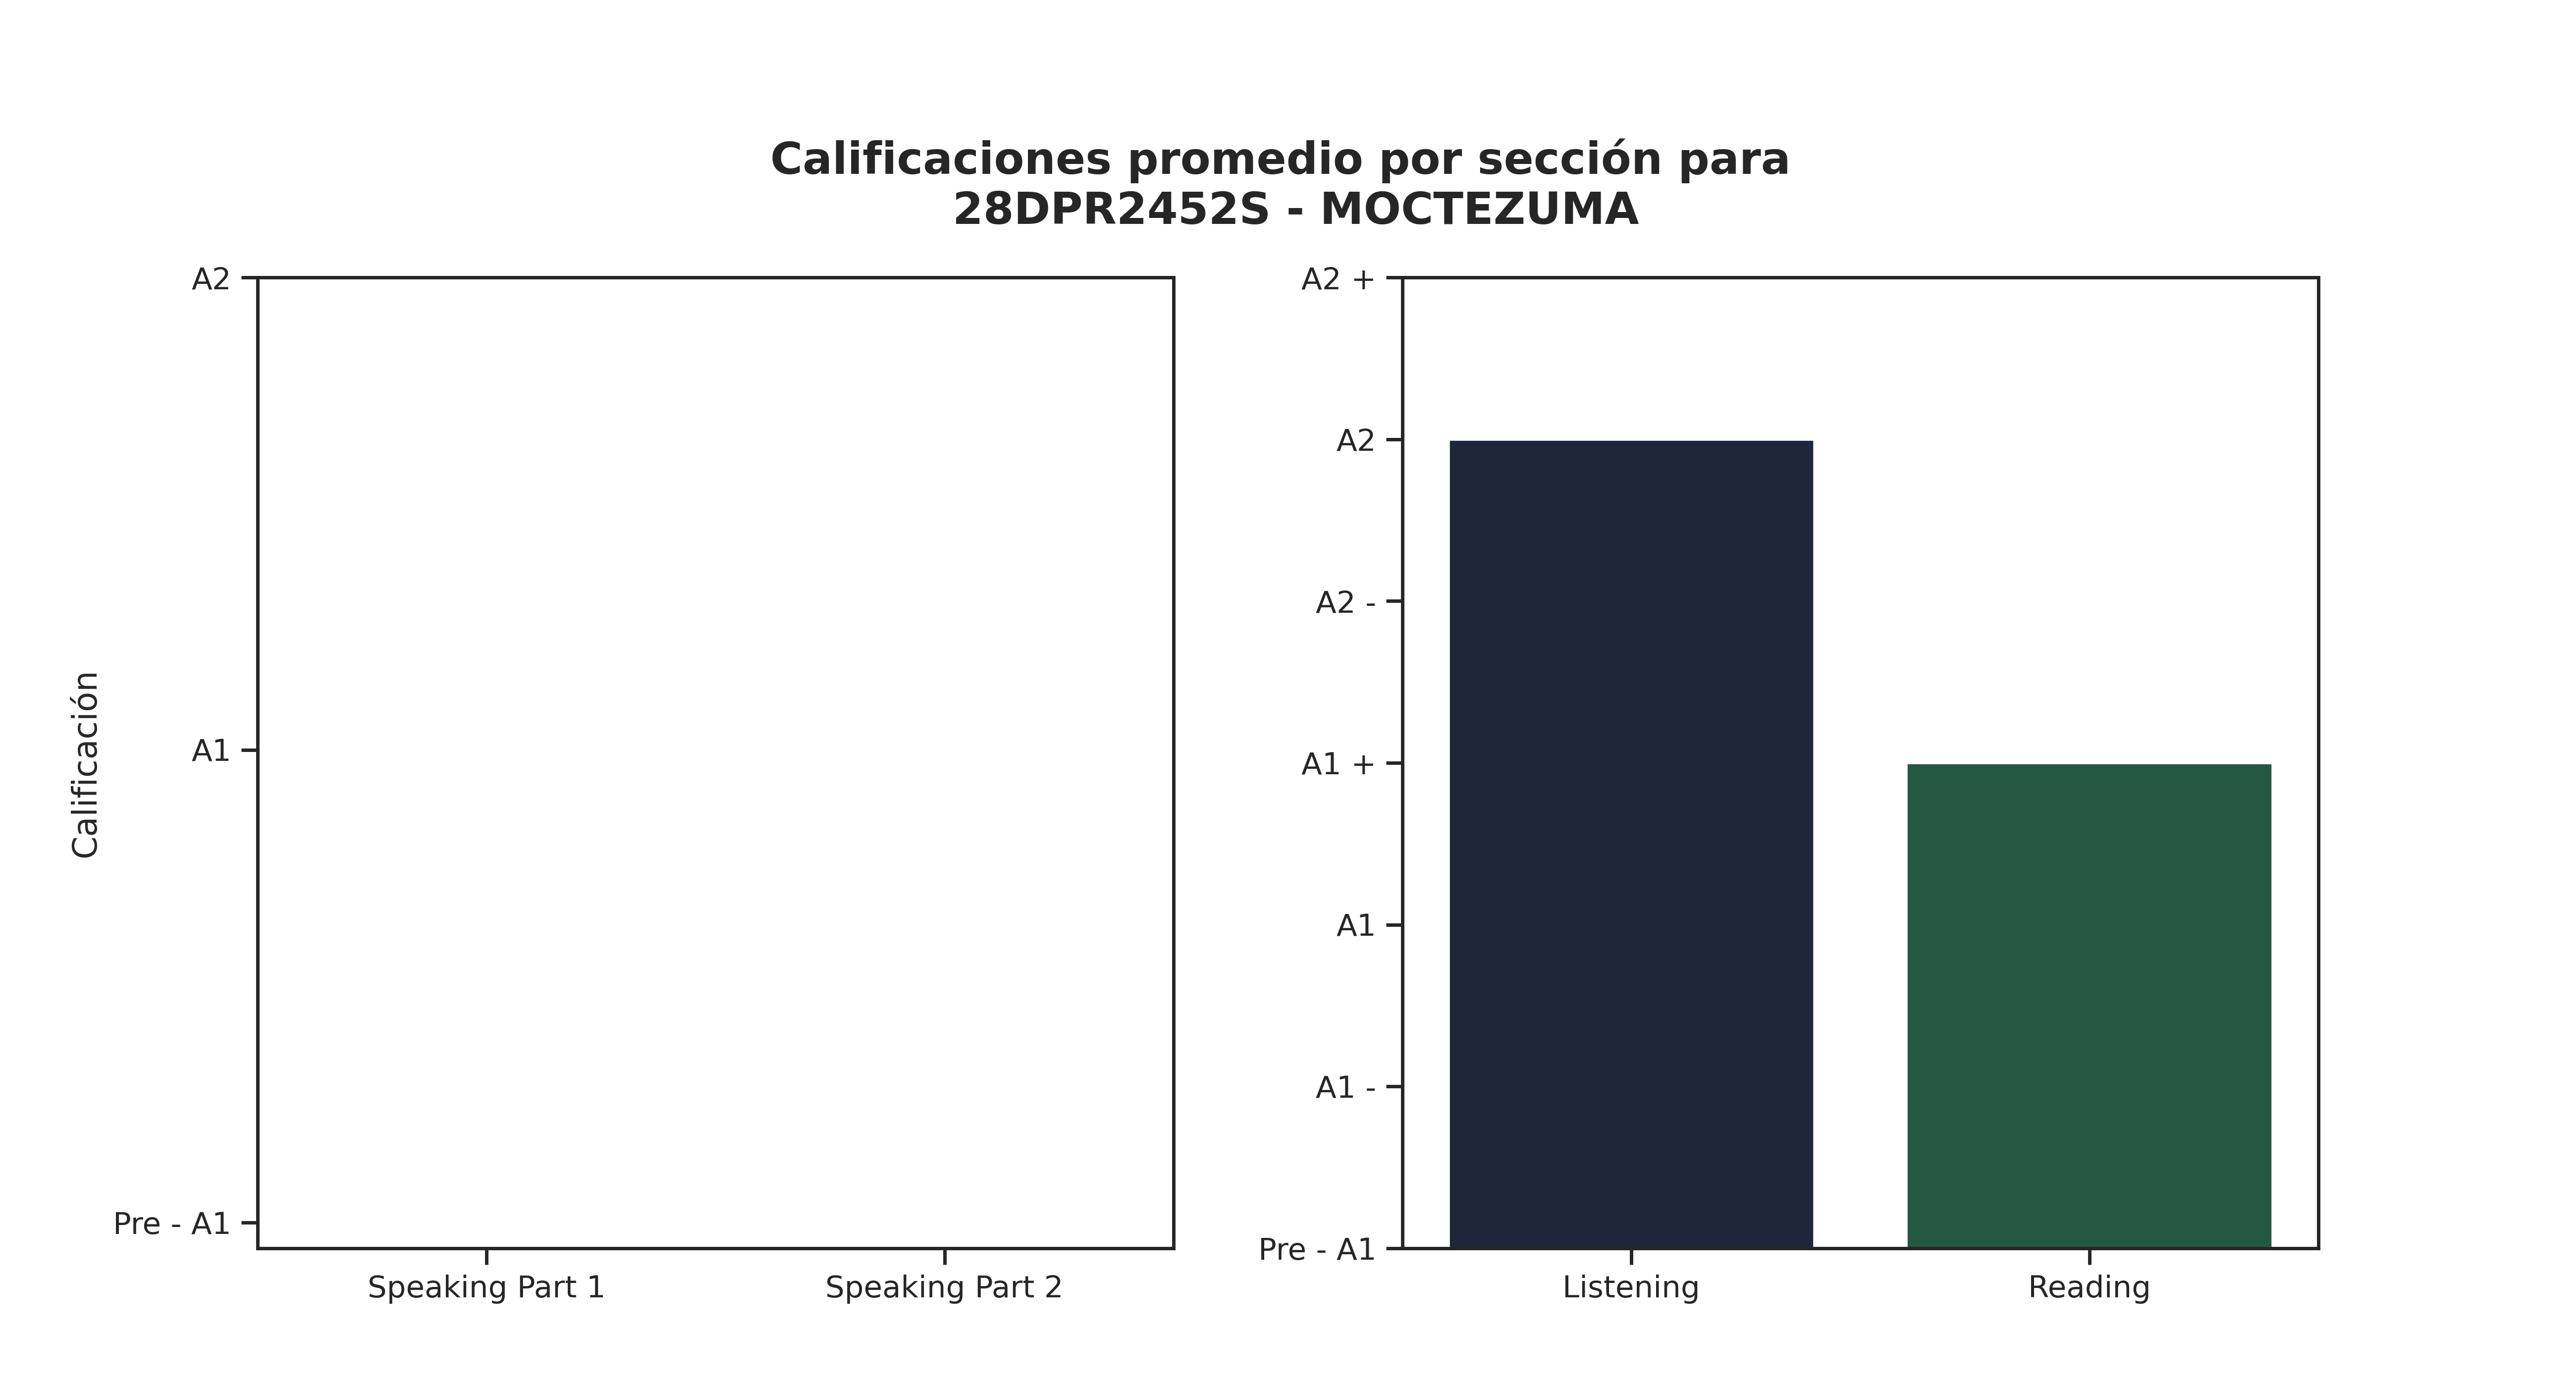 Calificaciones promedio por sección para
28DPR2452S - MOCTEZUMA
Calificación
A2
A1
Pre - A1
Speaking Part 1
Speaking Part 2
A2 +
A2
A2 -
A1 +
A1
A1 -
Pre - A1
Listening
Reading